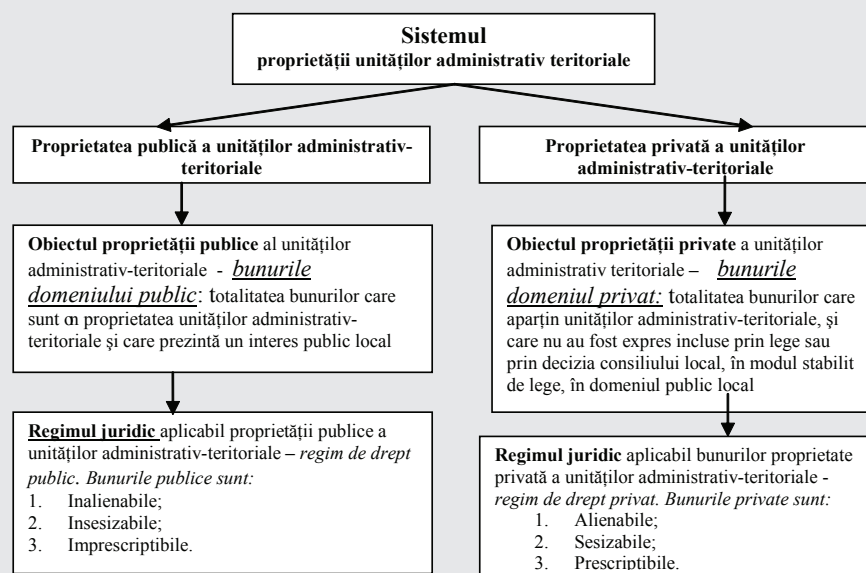 Sistemul
proprietății unităților administrativ teritoriale
Proprietatea publică a unităților administrativ-
teritoriale
Proprietatea privată a unităților
administrativ-teritoriale
Obiectul proprietății publice al unităților
administrativ-teritoriale - bunurile
domeniului public: totalitatea bunurilor care
sunt œn proprietatea unităților administrativ-
teritoriale și care prezintă un interes public local
Obiectul proprietății private a unităților
administrativ teritoriale – bunurile
domeniul privat: totalitatea bunurilor care
aparțin unităților administrativ-teritoriale, și
care nu au fost expres incluse prin lege sau
prin decizia consiliului local, în modul stabilit
de lege, în domeniul public local
Regimul juridic aplicabil proprietății publice a
unităților administrativ-teritoriale – regim de drept
public. Bunurile publice sunt:
1. Inalienabile;
2. Insesizabile;
3. Imprescriptibile.
Regimul juridic aplicabil bunurilor proprietate
privată a unităților administrativ-teritoriale -
regim de drept privat. Bunurile private sunt:
1. Alienabile;
2. Sesizabile;
3. Prescriptibile.